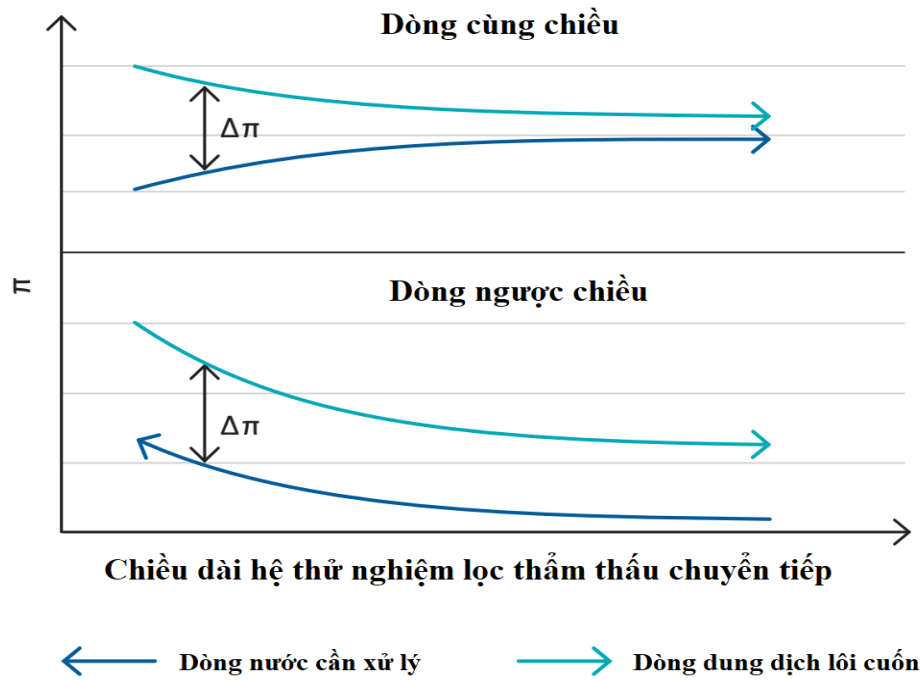 Dòng cùng chiều
Δπ
π
Dòng ngược chiều
Δπ
Chiều dài hệ thử nghiệm lọc thẩm thấu chuyển tiếp
Dòng nước cần xử lý
Dòng dung dịch lôi cuốn